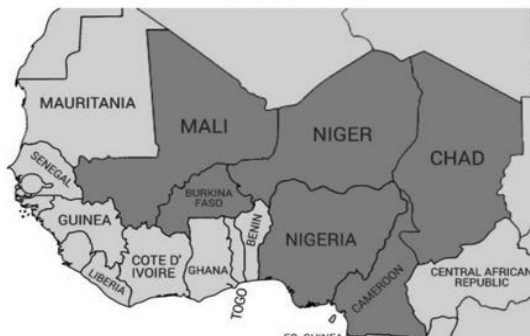 MAURITANIA
MALI
NIGER
CHAD
SENEGAL
BURKINA
FASO
GUINEA
BENIN
NIGERIA
COTE D'
IVOIRE
GHANA
LIBERIA
TOGO
CAMEROON
CENTRAL AFRICAN
REPUBLIC
EQ. GUINEA